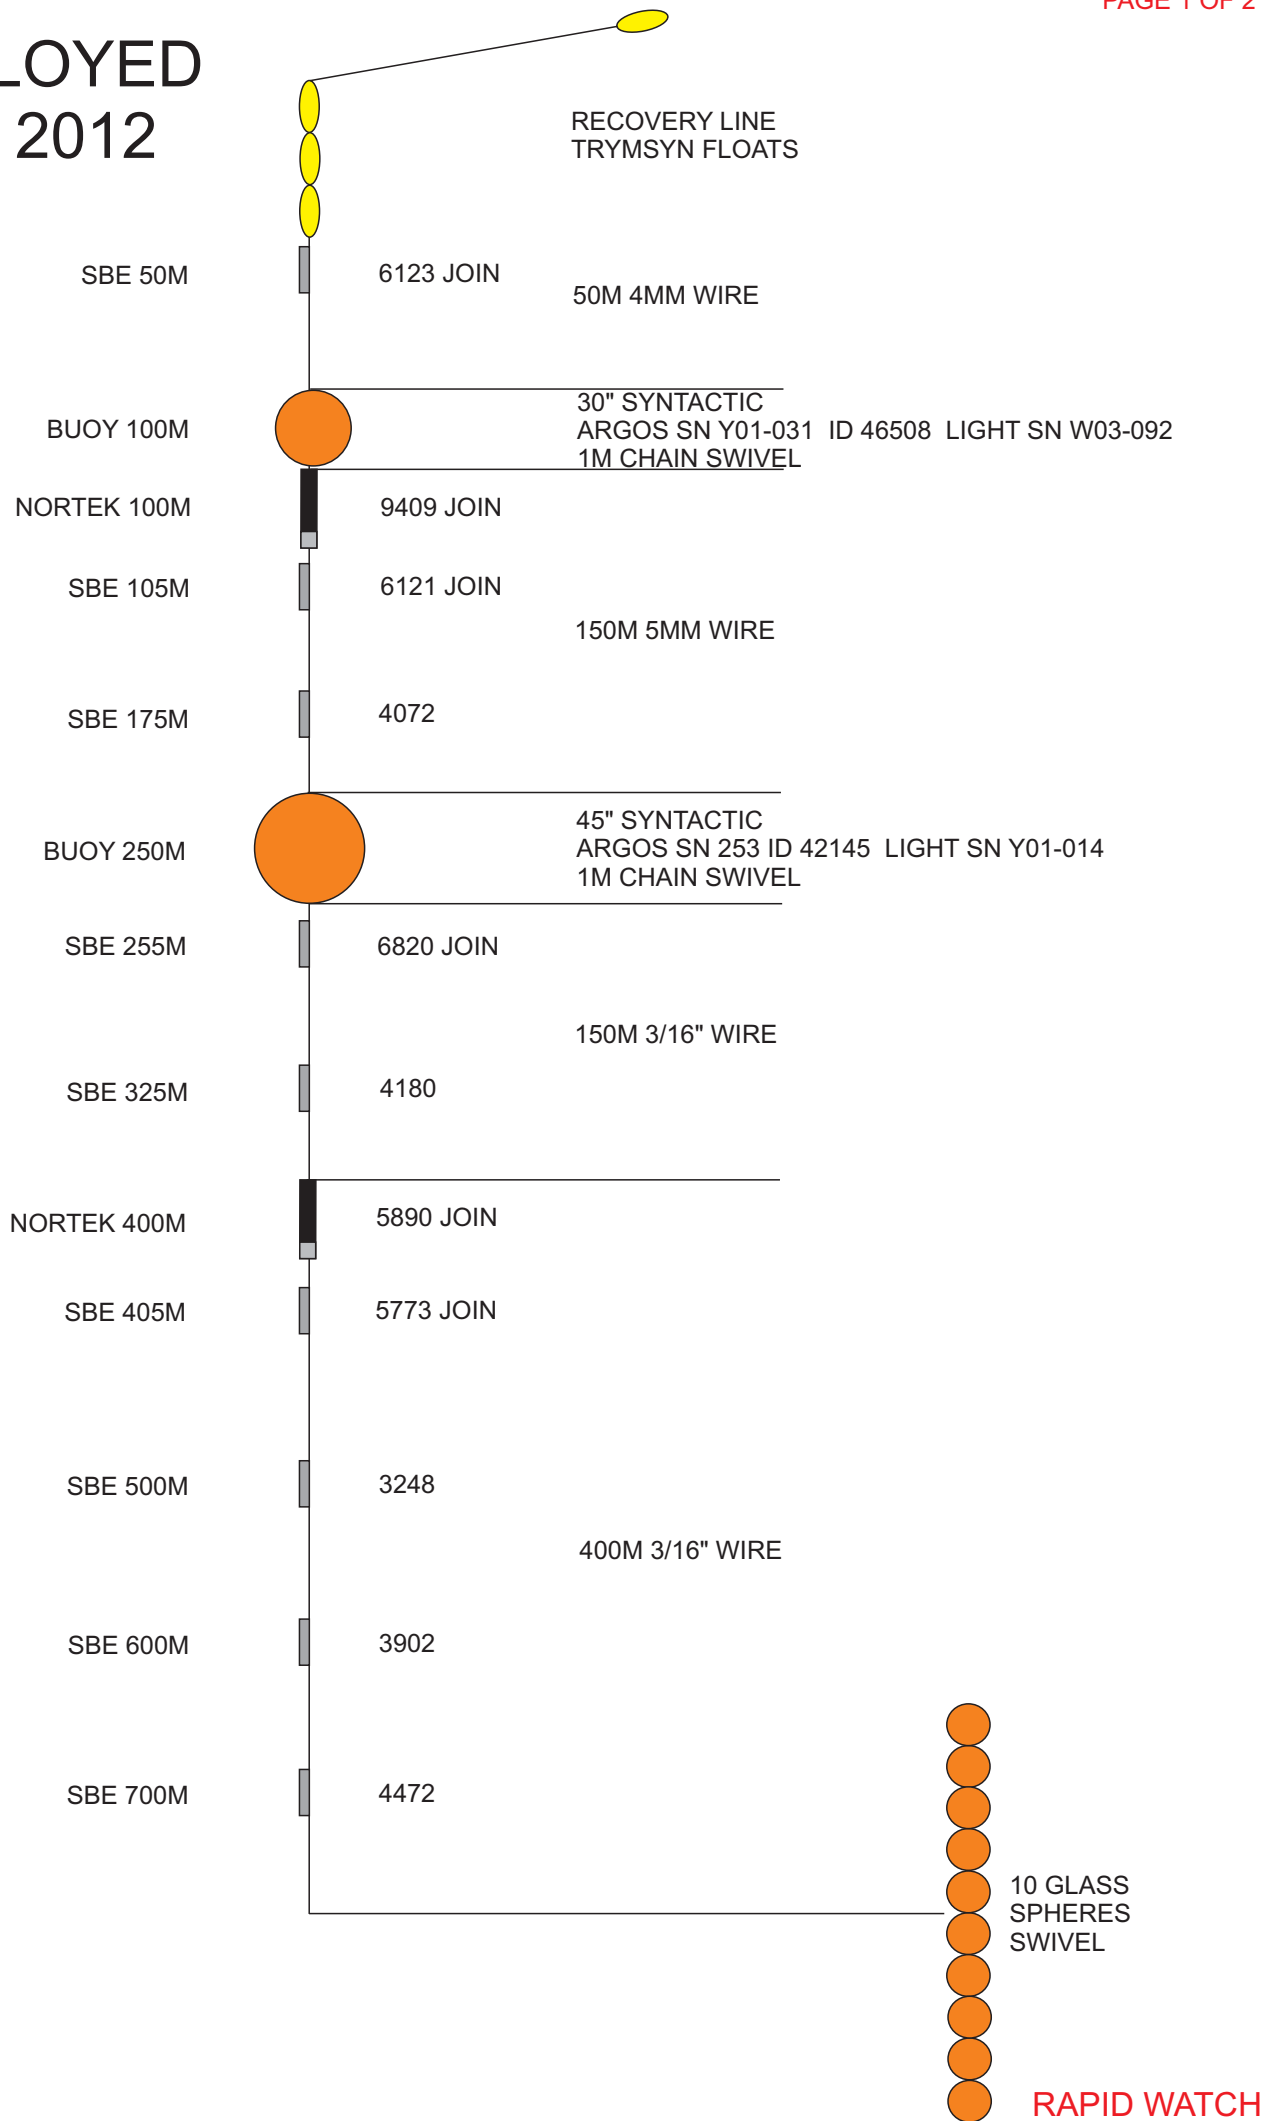 PAGE 1 OF 2
LOYED
2012
RECOVERY LINE
TRYMSYN FLOATS
SBE 50M
6123 JOIN
50M 4MM WIRE
BUOY 100M
30" SYNTACTIC
ARGOS SN Y01-031 ID 46508 LIGHT SN W03-092
1M CHAIN SWIVEL
NORTEK 100M
9409 JOIN
SBE 105M
6121 JOIN
150M 5MM WIRE
SBE 175M
4072
BUOY 250M
45" SYNTACTIC
ARGOS SN 253 ID 42145 LIGHT SN Y01-014
1M CHAIN SWIVEL
SBE 255M
6820 JOIN
150M 3/16" WIRE
SBE 325M
4180
NORTEK 400M
5890 JOIN
SBE 405M
5773 JOIN
SBE 500M
3248
400M 3/16" WIRE
SBE 600M
3902
SBE 700M
4472
10 GLASS
SPHERES
SWIVEL
RAPID WATCH